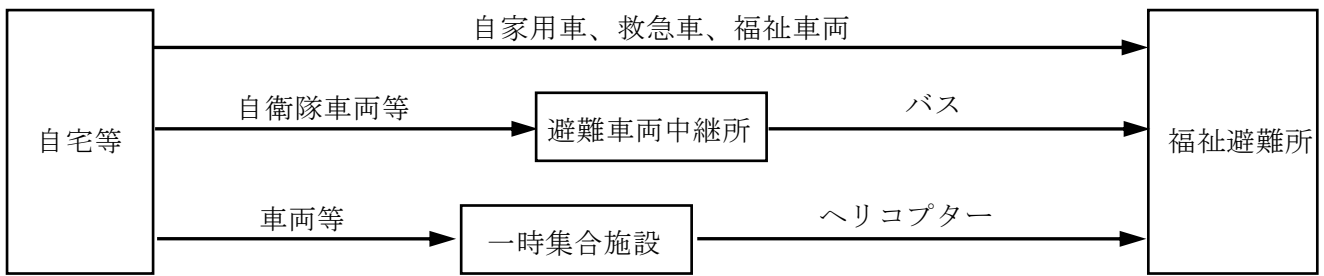 自家用車、救急車、福祉車両
自宅等
自衛隊車両等
避難車両中継所
バス
福祉避難所
車両等
一時集合施設
ヘリコプター